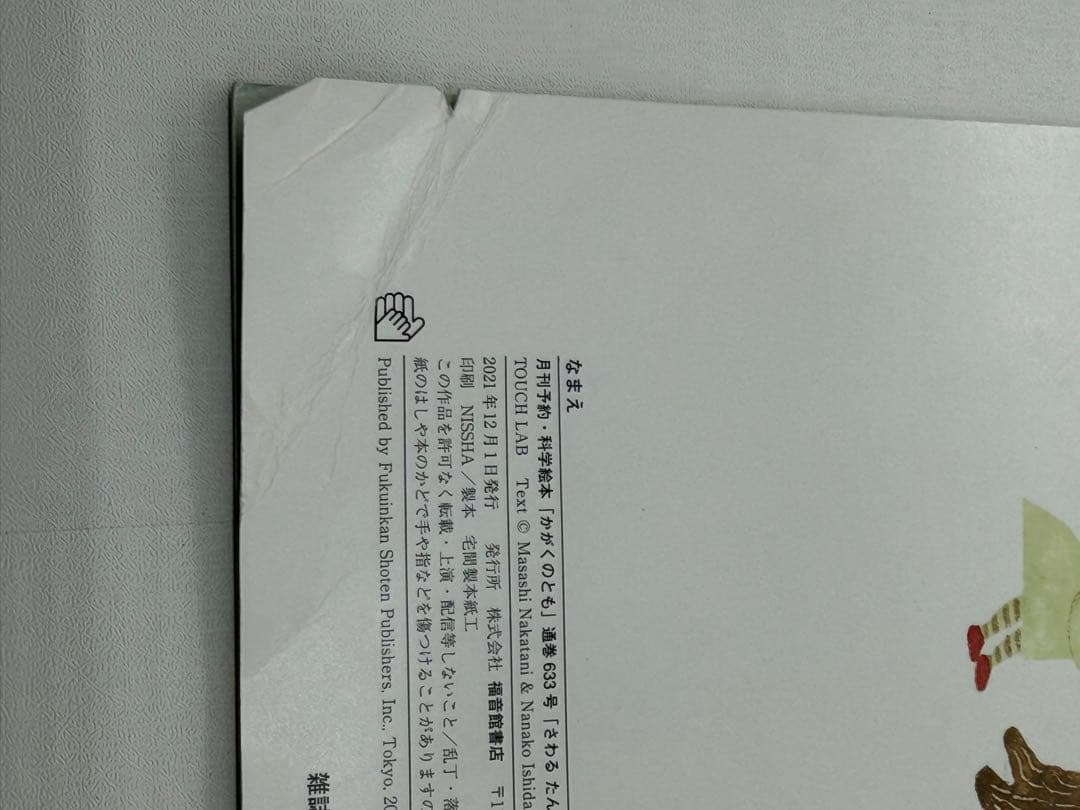 なまえ
月刊予約・科学絵本「かがくのとも」通巻633号「さわる たん
TOUCH LAB Text © Masashi Nakatani & Nanako Ishida
2021年12月1日発行 発行所 株式会社 福音館書店 〒1
印刷 NISSHA／製本 宅間製本紙工
この作品を許可なく転載・上演・配信等しないこと／乱丁・落
紙のはしや本のかどで手や指などを傷つけることがありますの
Published by Fukuinkan Shoten Publishers, Inc., Tokyo, 20
雑誌